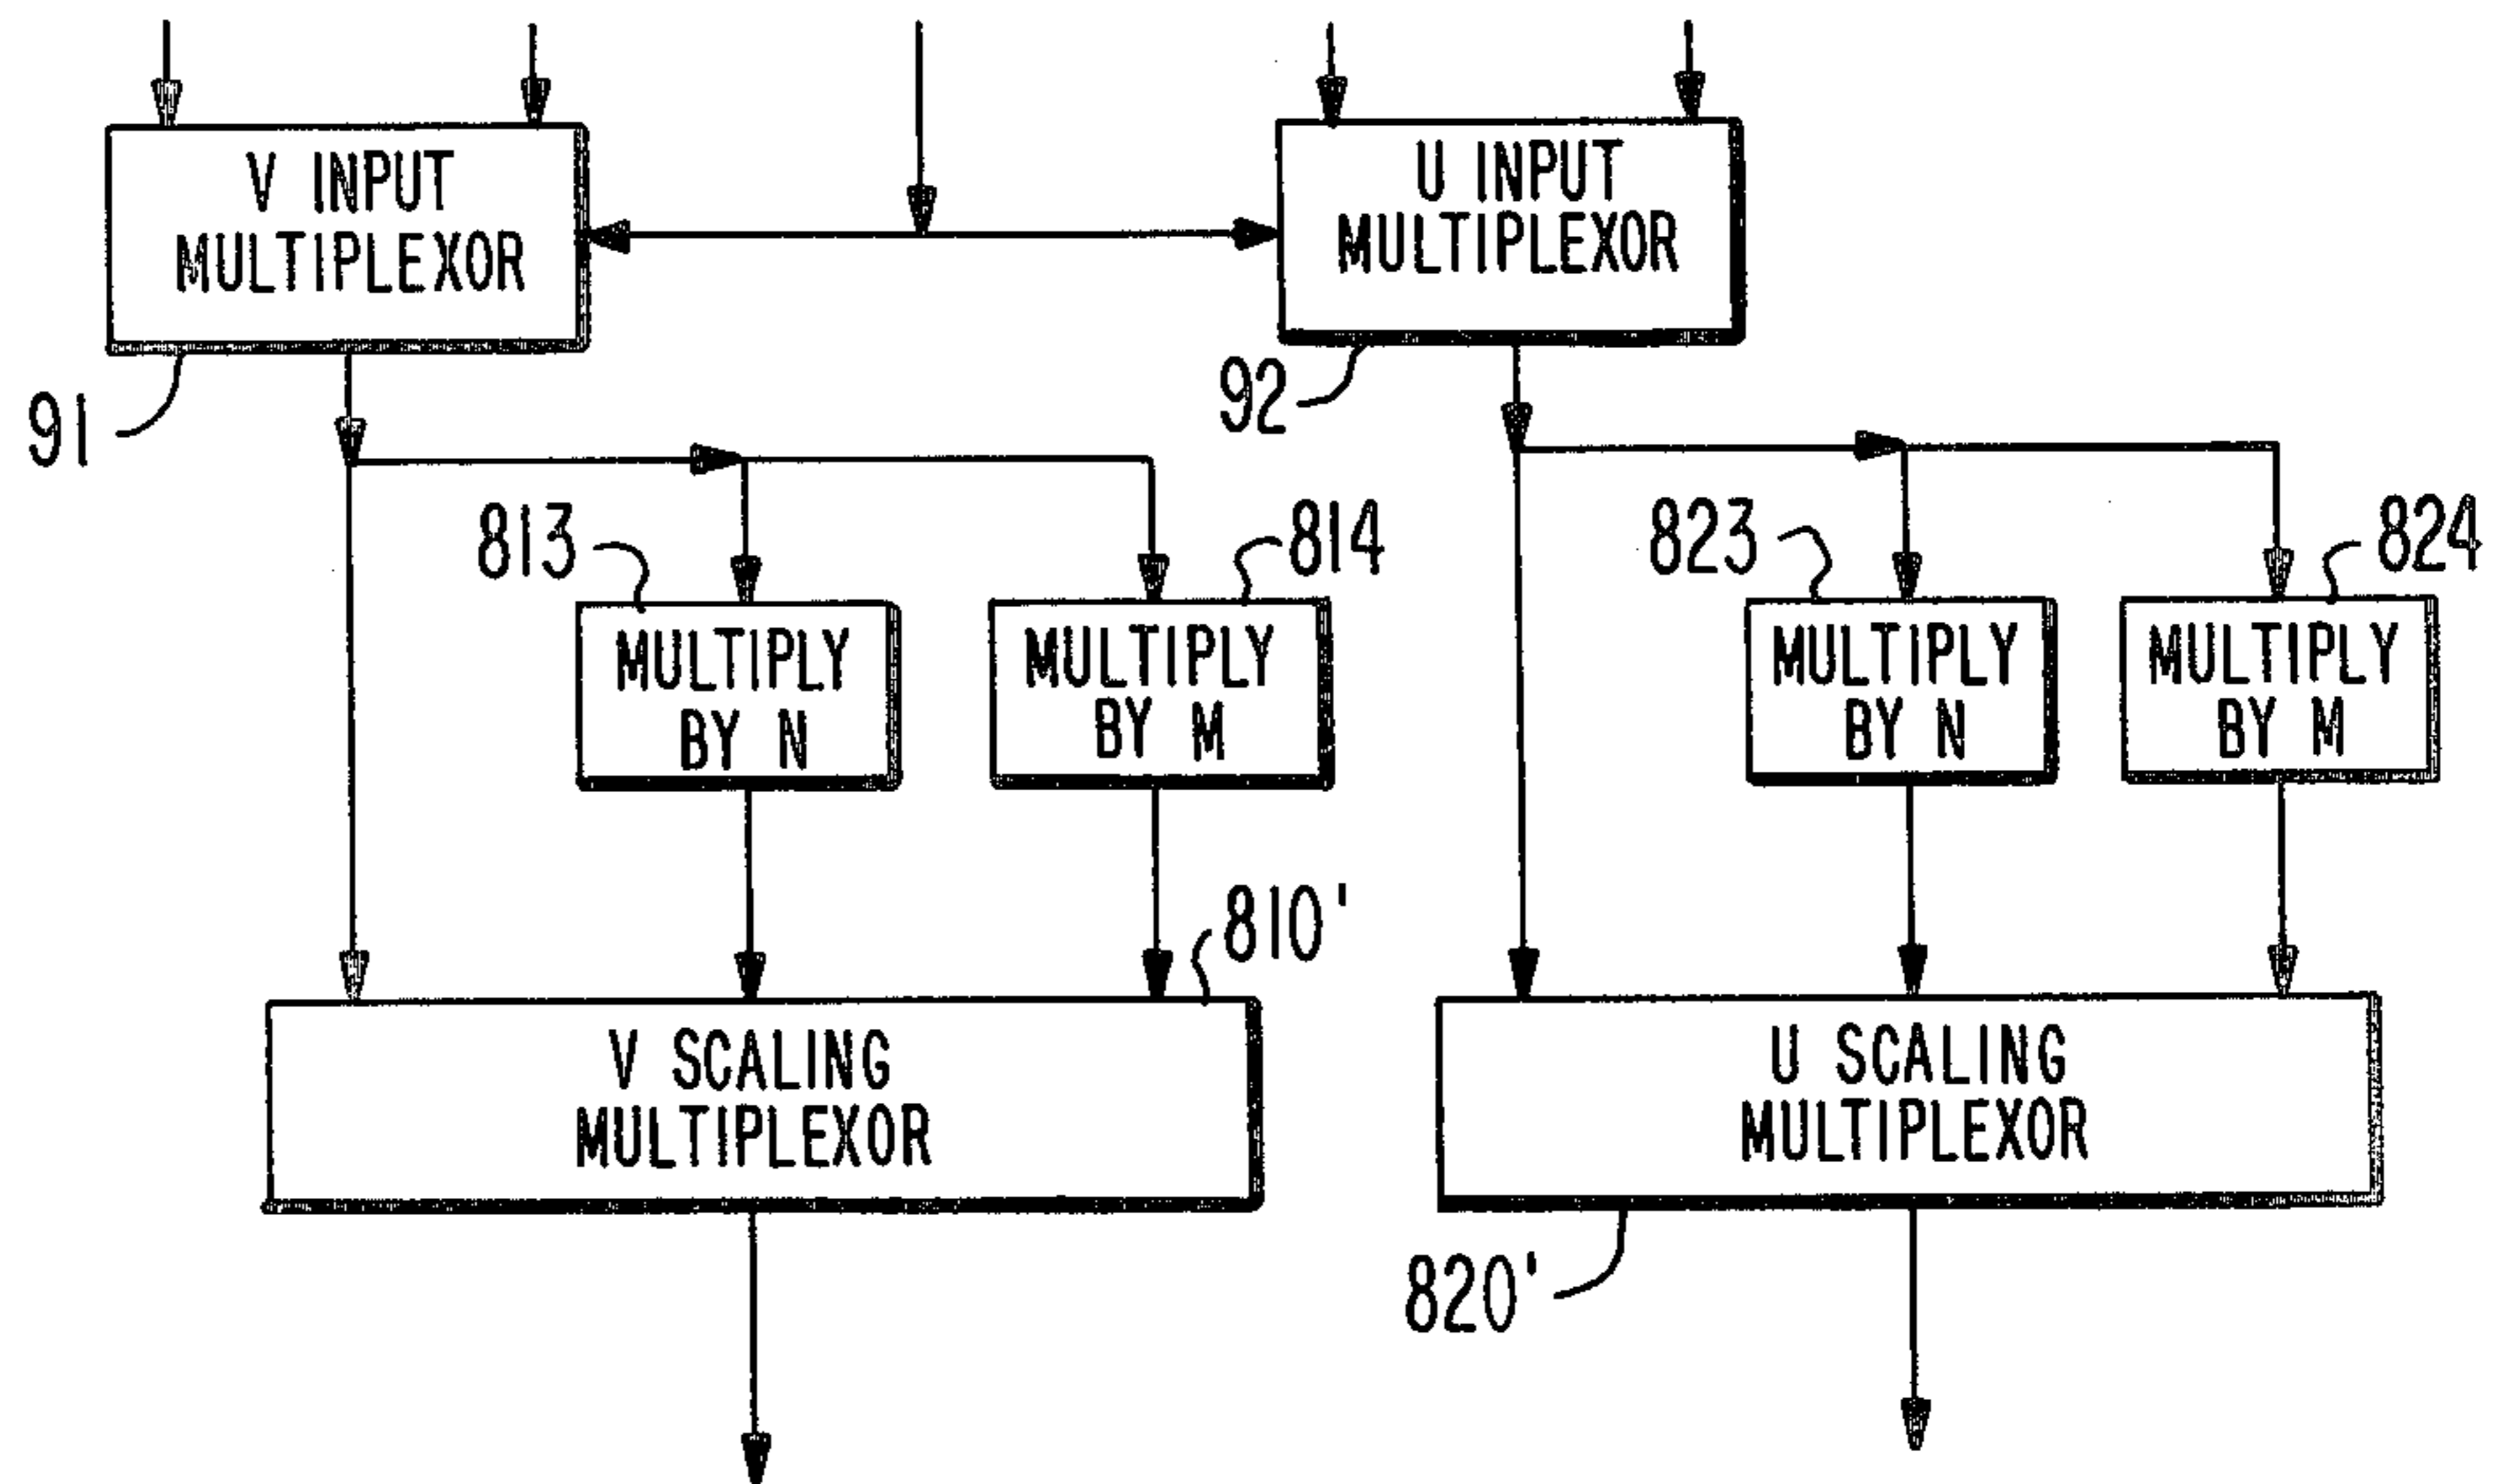 V INPUT
MULTIPLEXOR
U INPUT
MULTIPLEXOR
91
92
813
814
823
824
MULTIPLY
BY N
MULTIPLY
BY M
MULTIPLY
BY N
MULTIPLY
BY M
810'
V SCALING
MULTIPLEXOR
U SCALING
MULTIPLEXOR
820'